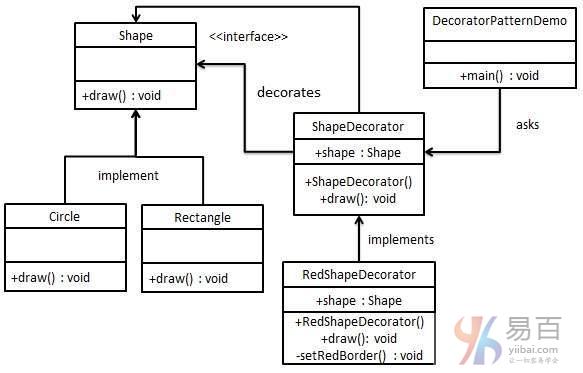 Shape
+draw() : void
<<interface>>
decorates
DecoratorPatternDemo
+main() : void
asks
ShapeDecorator
+shape : Shape
+ShapeDecorator()
+draw(): void
implement
Circle
+draw() : void
Rectangle
+draw() : void
implements
RedShapeDecorator
+shape : Shape
+RedShapeDecorator()
+draw(): void
-setRedBorder() : void
易百
yiibai.com